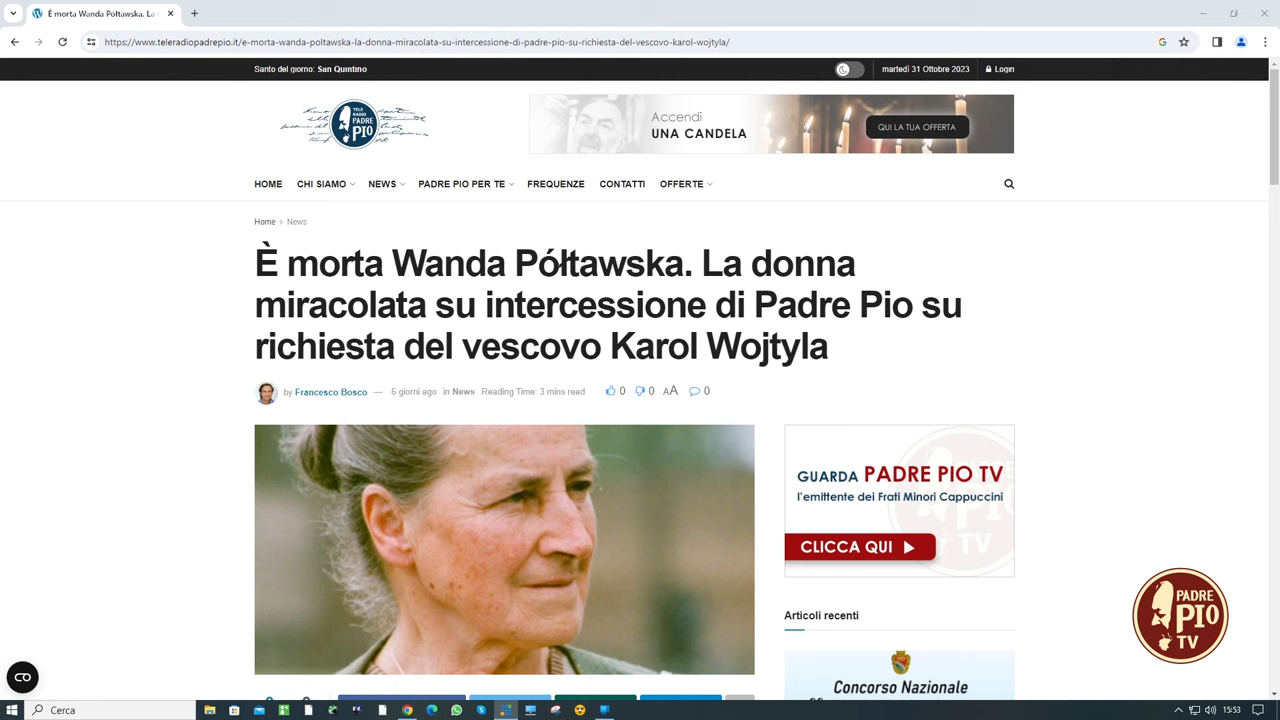 È morta Wanda Półtawska. La
https://www.teleradiopadrepio.it/e-morta-wanda-poltawska-la-donna-miracolata-su-intercessione-di-padre-pio-su-richiesta-del-vescovo-karol-wojtyla/
Santo del giorno: San Quintino
martedì 31 Ottobre 2023
Login
TELE RADIO PADRE PIO
Accendi
UNA CANDELA
QUI LA TUA OFFERTA
HOME CHI SIAMO NEWS PADRE PIO PER TE FREQUENZE CONTATTI OFFERTE
Home > News
È morta Wanda Półtawska. La donna
miracolata su intercessione di Padre Pio su
richiesta del vescovo Karol Wojtyla
by Francesco Bosco — 6 giorni ago in News Reading Time: 3 mins read 0 0 AA 0
GUARDA PADRE PIO TV
l'emittente dei Frati Minori Cappuccini
CLICCA QUI
Articoli recenti
Concorso Nazionale
PADRE
PIO
TV
Cerca
15:53